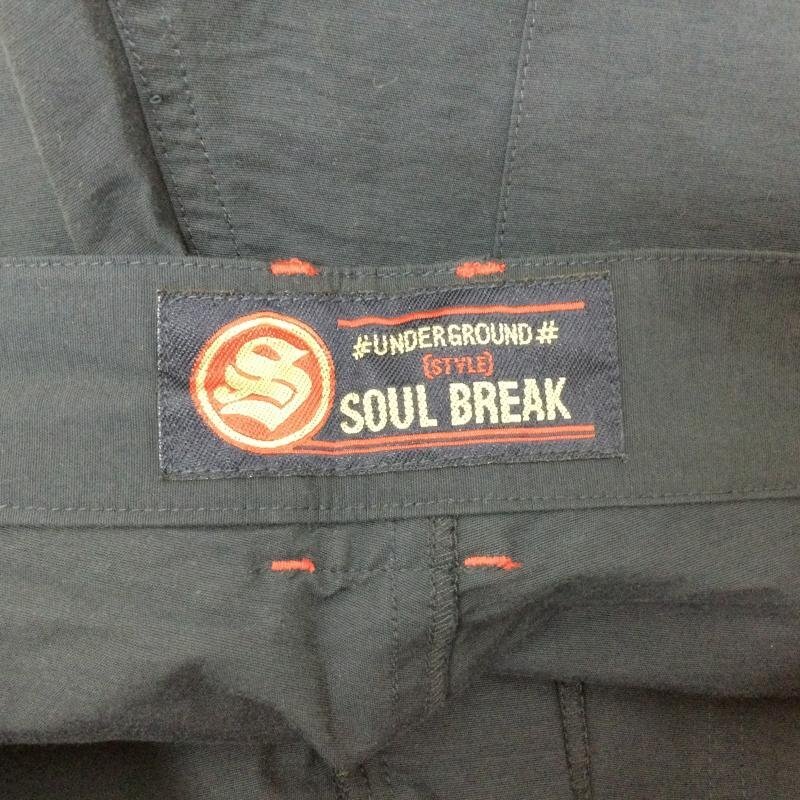 S
#UNDERGROUND#
{STYLE}
SOUL BREAK